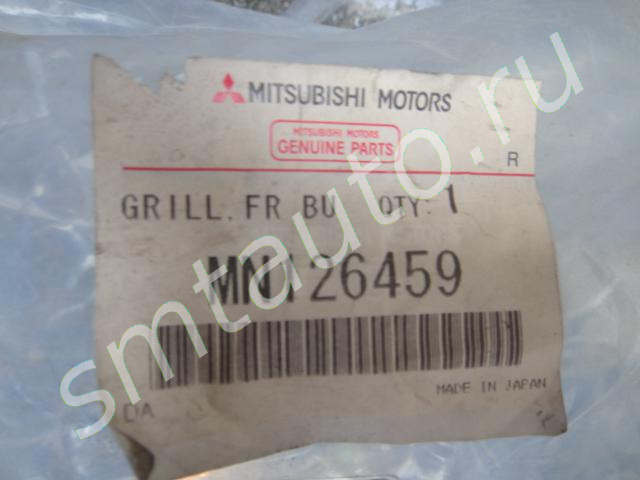 MITSUBISHI MOTORS
MITSUBISHI MOTORS
GENUINE PARTS
R
GRILL, FR BU QTY: 1
MN126459
MADE IN JAPAN
DA
smtauto.ru